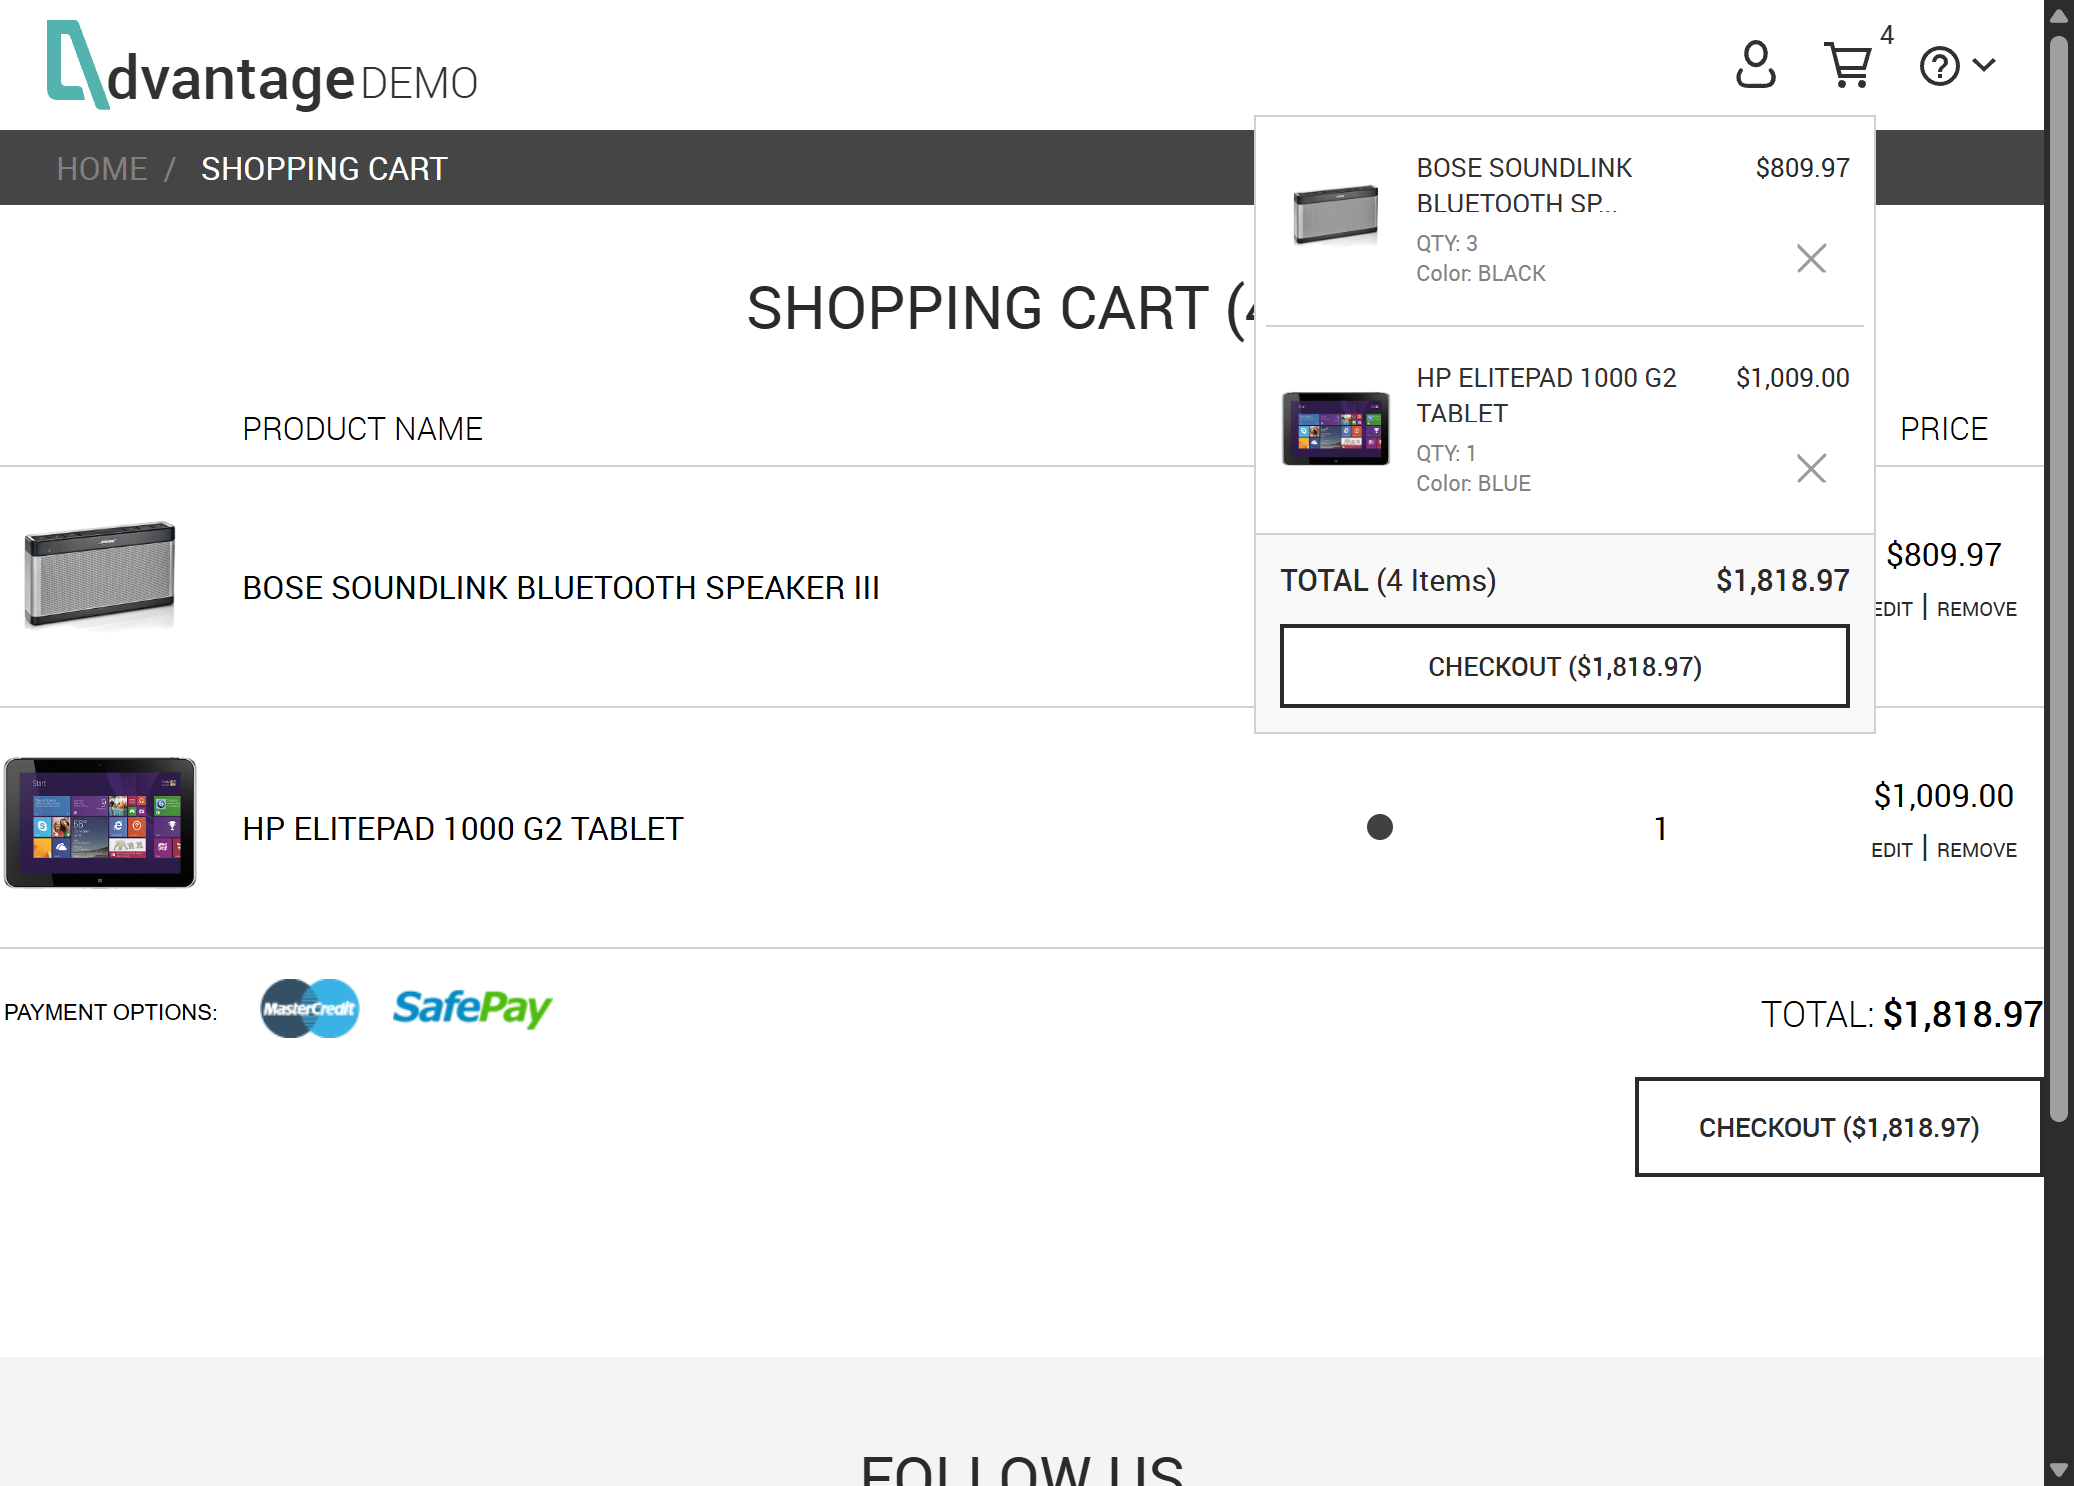 dvantage DEMO
4
HOME / SHOPPING CART
SHOPPING CART (
PRODUCT NAME
PRICE
BOSE SOUNDLINK BLUETOOTH SPEAKER III
$809.97
EDIT | REMOVE
HP ELITEPAD 1000 G2 TABLET
1
$1,009.00
EDIT | REMOVE
BOSE SOUNDLINK
BLUETOOTH SP...
$809.97
QTY: 3
Color: BLACK
HP ELITEPAD 1000 G2
TABLET
$1,009.00
QTY: 1
Color: BLUE
TOTAL (4 Items) $1,818.97
CHECKOUT ($1,818.97)
PAYMENT OPTIONS:
MasterCredit
SafePay
TOTAL: $1,818.97
CHECKOUT ($1,818.97)
FOLLOW US